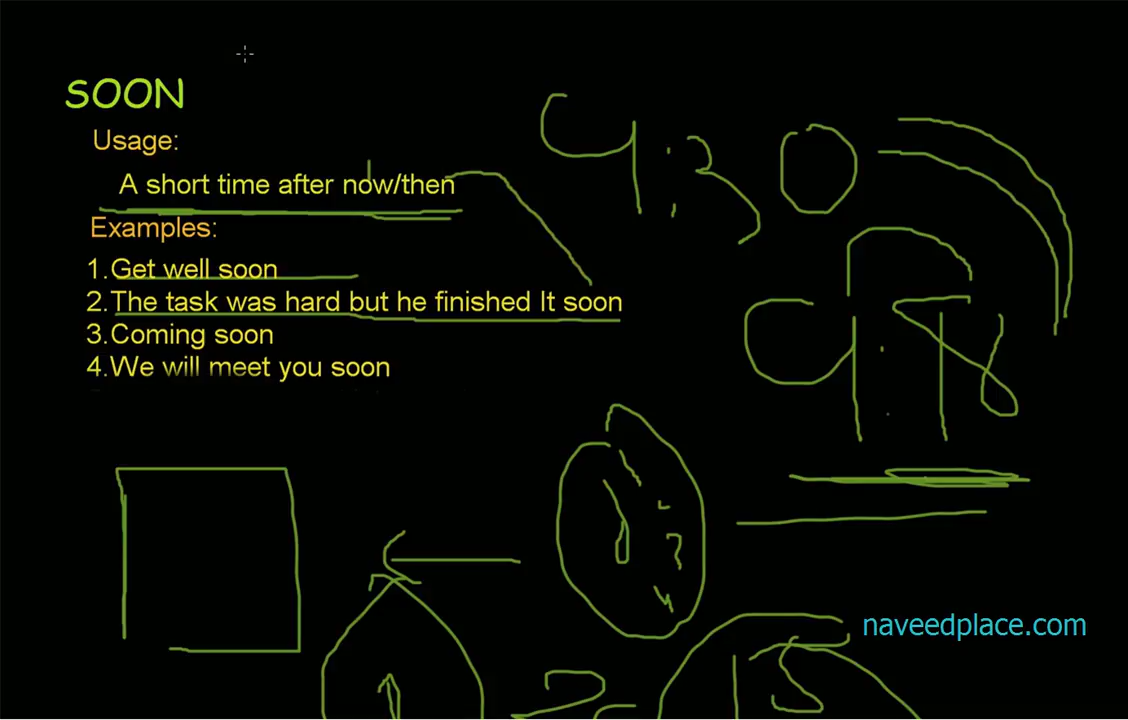 SOON
Usage:
A short time after now/then
Examples:
1.Get well soon
2.The task was hard but he finished It soon
3.Coming soon
4.We will meet you soon
naveedplace.com